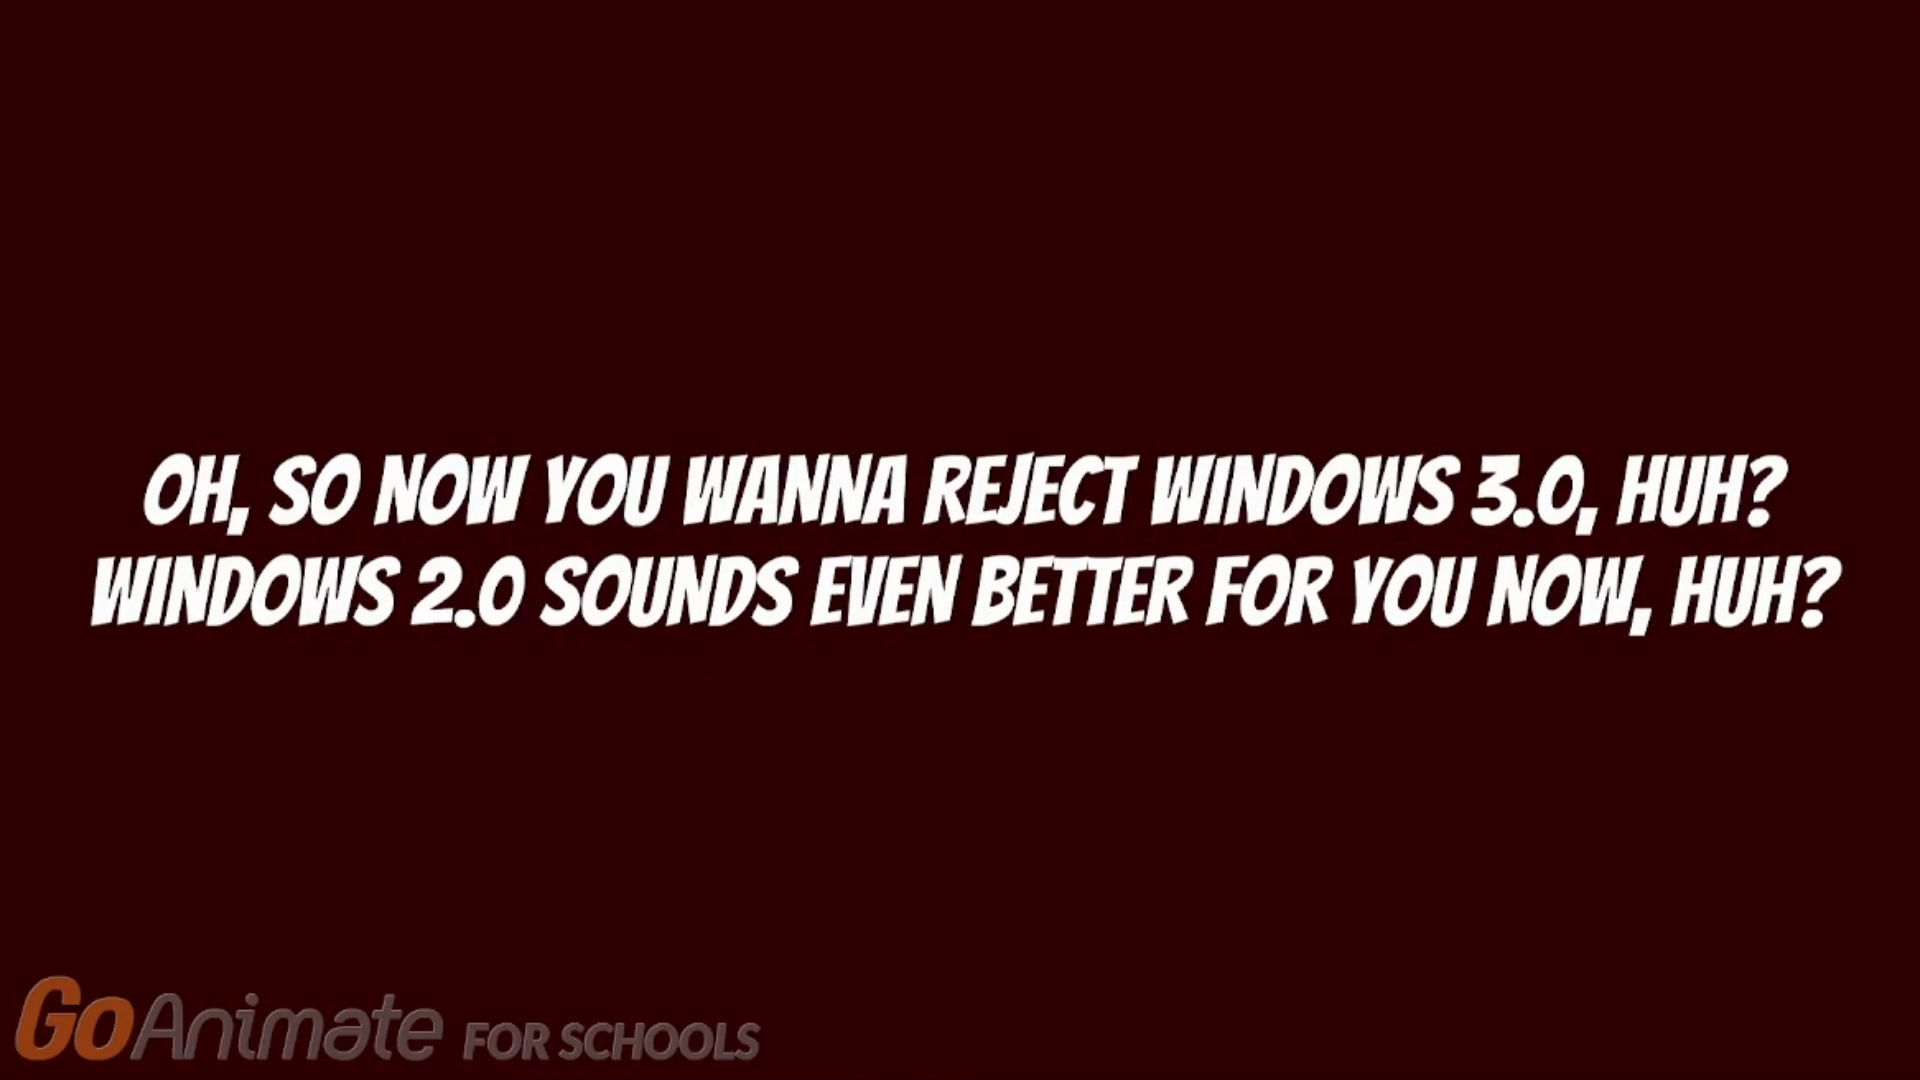 OH, SO NOW YOU WANNA REJECT WINDOWS 3.0, HUH?
WINDOWS 2.0 SOUNDS EVEN BETTER FOR YOU NOW, HUH?
GoAnimate FOR SCHOOLS